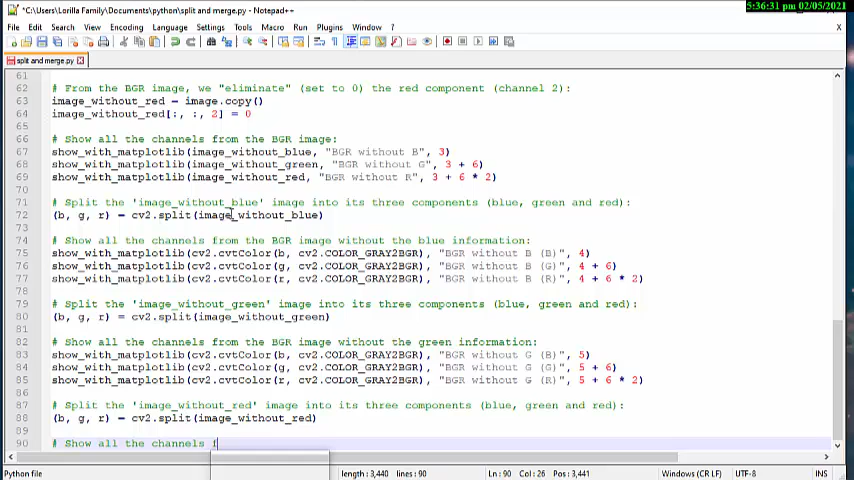 *C:\Users\Lorilla Family\Documents\python\split and merge.py - Notepad++
5:36:31 pm 02/05/2021
File Edit Search View Encoding Language Settings Tools Macro Run Plugins Window ?
X
split and merge.py
61
62 # From the BGR image, we "eliminate" (set to 0) the red component (channel 2):
63 image_without_red = image.copy()
64 image_without_red[:, :, 2] = 0
65
66 # Show all the channels from the BGR image:
67 show_with_matplotlib(image_without_blue, "BGR without B", 3)
68 show_with_matplotlib(image_without_green, "BGR without G", 3 + 6)
69 show_with_matplotlib(image_without_red, "BGR without R", 3 + 6 * 2)
70
71 # Split the 'image_without_blue' image into its three components (blue, green and red):
72 (b, g, r) = cv2.split(image_without_blue)
73
74 # Show all the channels from the BGR image without the blue information:
75 show_with_matplotlib(cv2.cvtColor(b, cv2.COLOR_GRAY2BGR), "BGR without B (B)", 4)
76 show_with_matplotlib(cv2.cvtColor(g, cv2.COLOR_GRAY2BGR), "BGR without B (G)", 4 + 6)
77 show_with_matplotlib(cv2.cvtColor(r, cv2.COLOR_GRAY2BGR), "BGR without B (R)", 4 + 6 * 2)
78
79 # Split the 'image_without_green' image into its three components (blue, green and red):
80 (b, g, r) = cv2.split(image_without_green)
81
82 # Show all the channels from the BGR image without the green information:
83 show_with_matplotlib(cv2.cvtColor(b, cv2.COLOR_GRAY2BGR), "BGR without G (B)", 5)
84 show_with_matplotlib(cv2.cvtColor(g, cv2.COLOR_GRAY2BGR), "BGR without G (G)", 5 + 6)
85 show_with_matplotlib(cv2.cvtColor(r, cv2.COLOR_GRAY2BGR), "BGR without G (R)", 5 + 6 * 2)
86
87 # Split the 'image_without_red' image into its three components (blue, green and red):
88 (b, g, r) = cv2.split(image_without_red)
89
90 # Show all the channels f
Python file length : 3,440 lines : 90 Ln : 90 Col : 26 Pos : 3,441 Windows (CR LF) UTF-8 INS